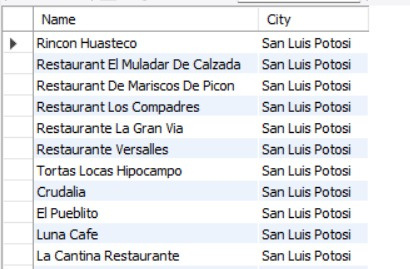 Name City
Rincon Huasteco San Luis Potosi
Restaurant El Muladar De Calzada San Luis Potosi
Restaurant De Mariscos De Picon San Luis Potosi
Restaurant Los Compadres San Luis Potosi
Restaurante La Gran Via San Luis Potosi
Restaurante Versalles San Luis Potosi
Tortas Locas Hipocampo San Luis Potosi
Crudalia San Luis Potosi
El Pueblito San Luis Potosi
Luna Cafe San Luis Potosi
La Cantina Restaurante San Luis Potosi